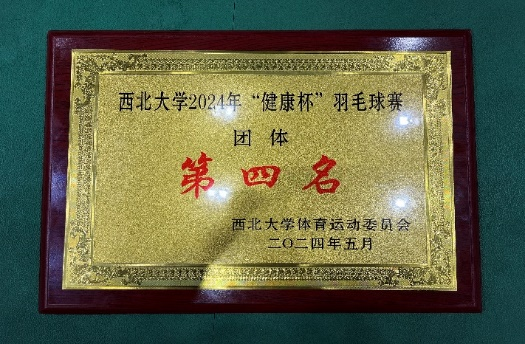 西北大学2024年“健康杯”羽毛球赛
团体
第四名
西北大学体育运动委员会
二〇二四年五月